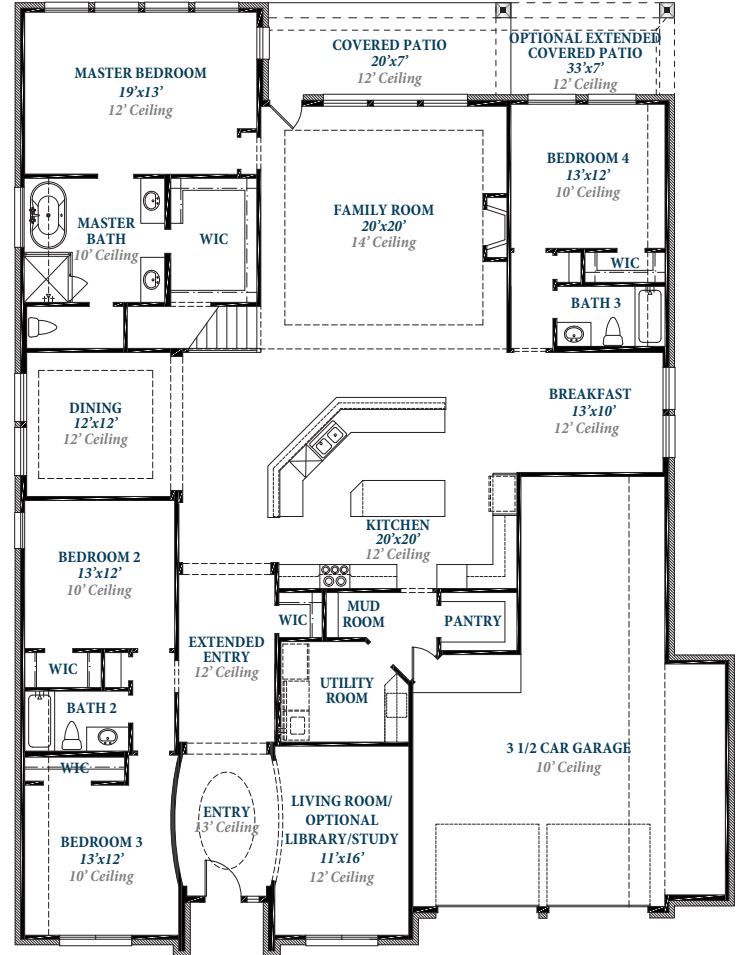 COVERED PATIO
20'x7'
12' Ceiling
OPTIONAL EXTENDED
COVERED PATIO
33'x7'
12' Ceiling
MASTER BEDROOM
19'x13'
12' Ceiling
BEDROOM 4
13'x12'
10' Ceiling
FAMILY ROOM
20'x20'
14' Ceiling
MASTER
BATH
10' Ceiling
WIC
WIC
BATH 3
DINING
12'x12'
12' Ceiling
BREAKFAST
13'x10'
12' Ceiling
KITCHEN
20'x20'
12' Ceiling
BEDROOM 2
13'x12'
10' Ceiling
WIC
MUD
ROOM
PANTRY
EXTENDED
ENTRY
12' Ceiling
WIC
UTILITY
ROOM
BATH 2
3 1/2 CAR GARAGE
10' Ceiling
WIC
ENTRY
13' Ceiling
LIVING ROOM/
OPTIONAL
LIBRARY/STUDY
11'x16'
12' Ceiling
BEDROOM 3
13'x12'
10' Ceiling